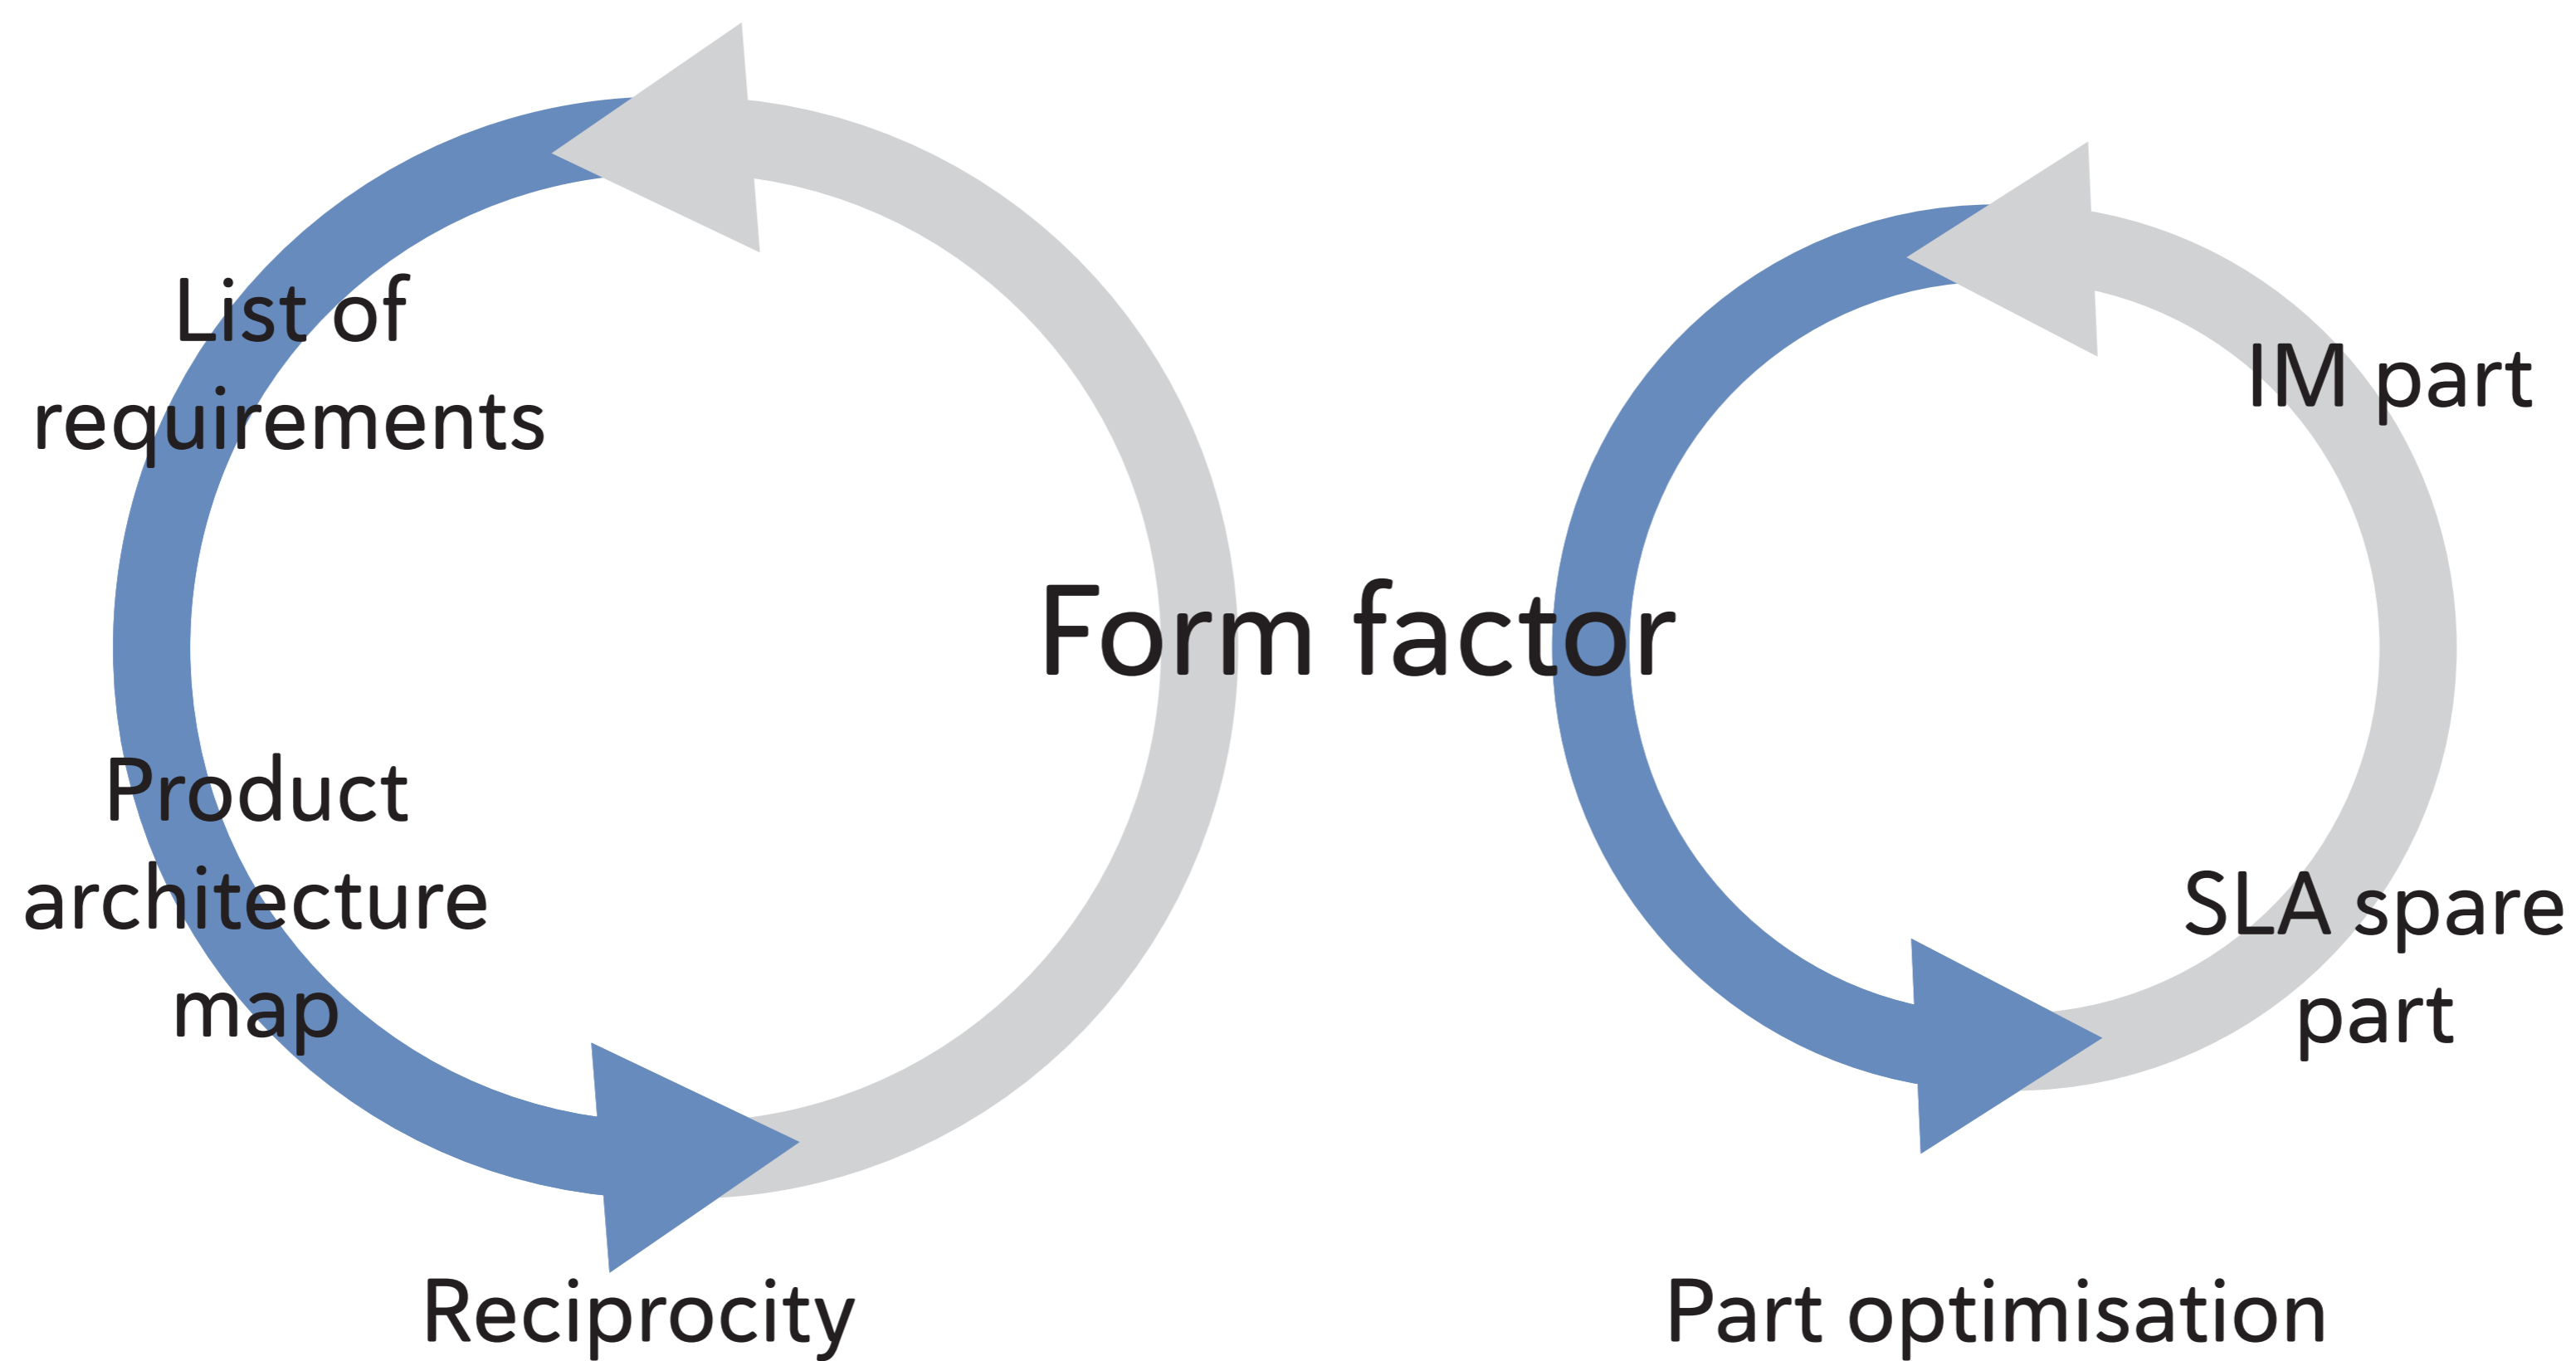 List of
requirements
Product
architecture
map
Reciprocity
Form factor
IM part
SLA spare
part
Part optimisation